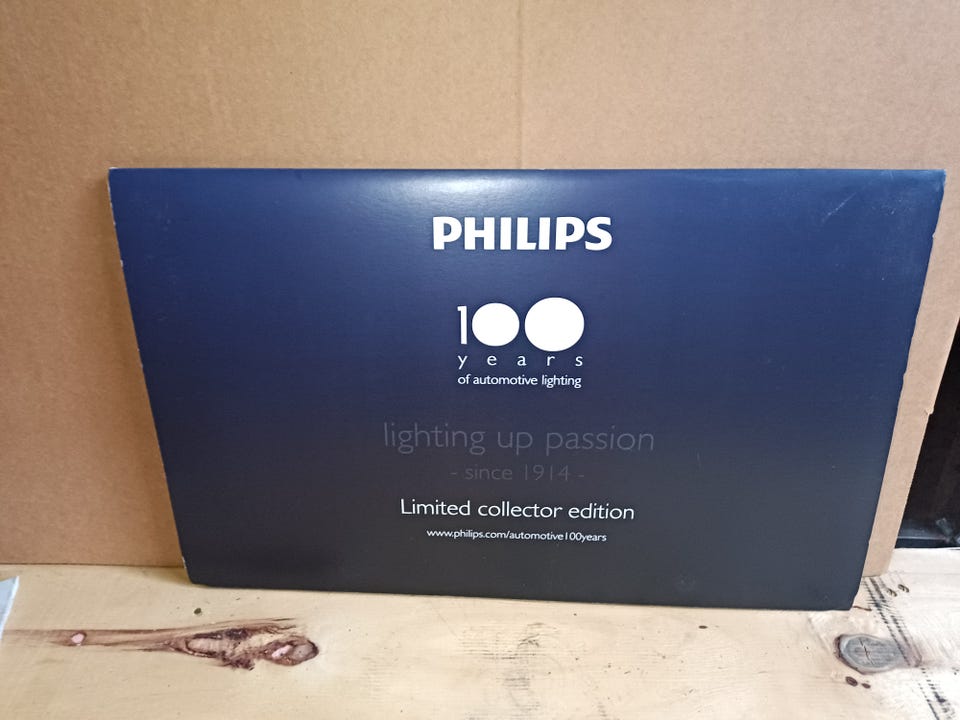 PHILIPS
100
years
of automotive lighting
lighting up passion
- since 1914 -
Limited collector edition
www.philips.com/automotive100years